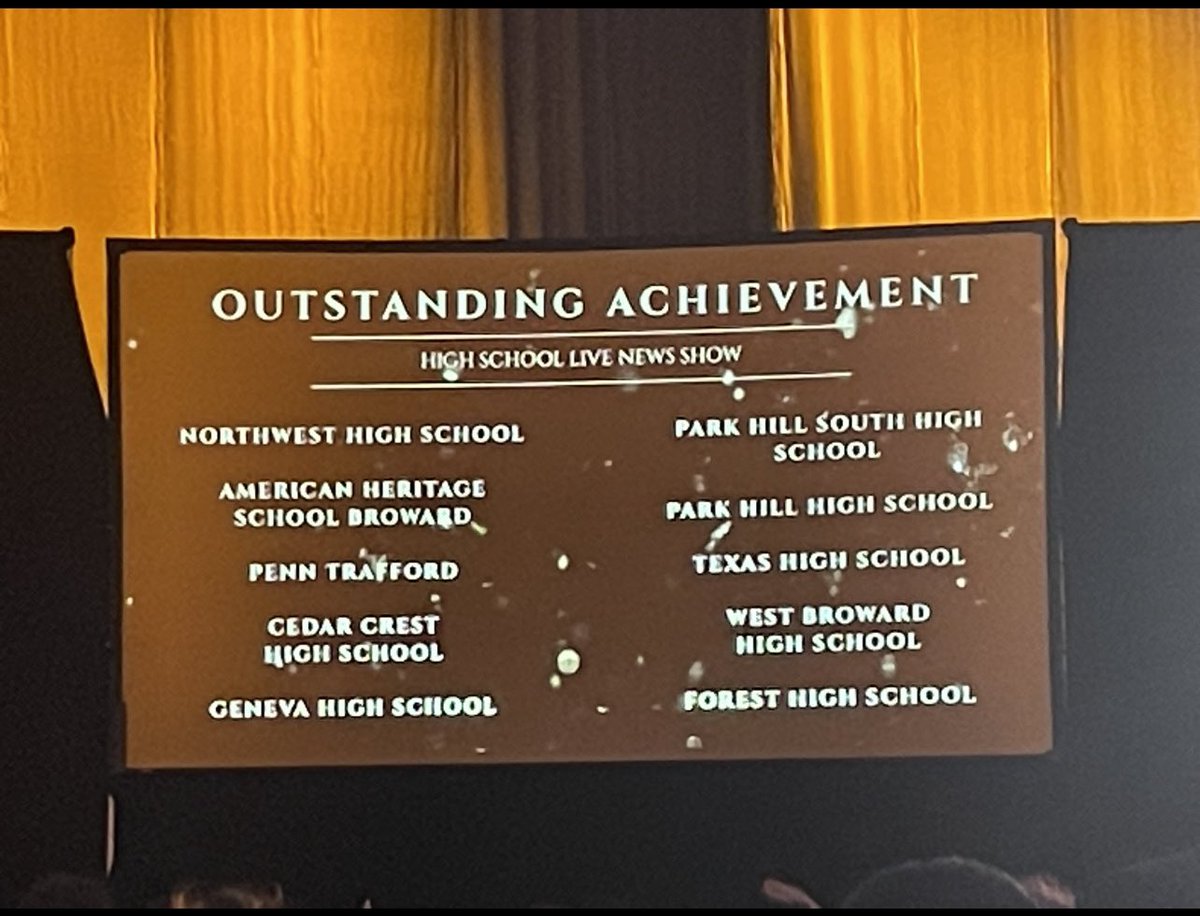 OUTSTANDING ACHIEVEMENT
HIGH SCHOOL LIVE NEWS SHOW
NORTHWEST HIGH SCHOOL
AMERICAN HERITAGE
SCHOOL BROWARD
PENN TRAFFORD
CEDAR CREST
HIGH SCHOOL
GENEVA HIGH SCHOOL
PARK HILL SOUTH HIGH
SCHOOL
PARK HILL HIGH SCHOOL
TEXAS HIGH SCHOOL
WEST BROWARD
HIGH SCHOOL
FOREST HIGH SCHOOL